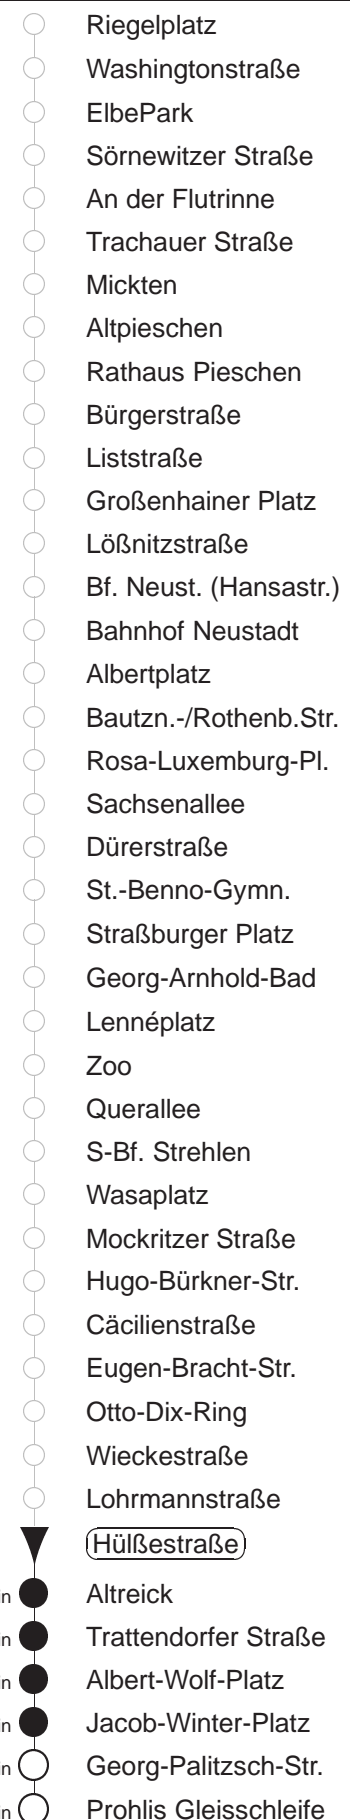 Riegelplatz
Washingtonstraße
ElbePark
Sörnewitzer Straße
An der Flutrinne
Trachauer Straße
Mickten
Altpieschen
Rathaus Pieschen
Bürgerstraße
Liststraße
Großenhainer Platz
Lößnitzstraße
Bf. Neust. (Hansastr.)
Bahnhof Neustadt
Albertplatz
Bautzn.-/Rothenb.Str.
Rosa-Luxemburg-Pl.
Sachsenallee
Dürerstraße
St.-Benno-Gymn.
Straßburger Platz
Georg-Arnhold-Bad
Lennéplatz
Zoo
Querallee
S-Bf. Strehlen
Wasaplatz
Mockritzer Straße
Hugo-Bürkner-Str.
Cäcilienstraße
Eugen-Bracht-Str.
Otto-Dix-Ring
Wieckestraße
Lohrmannstraße
Hülßestraße
Altreick
Trattendorfer Straße
Albert-Wolf-Platz
Jacob-Winter-Platz
Georg-Palitzsch-Str.
Prohlis Gleisschleife